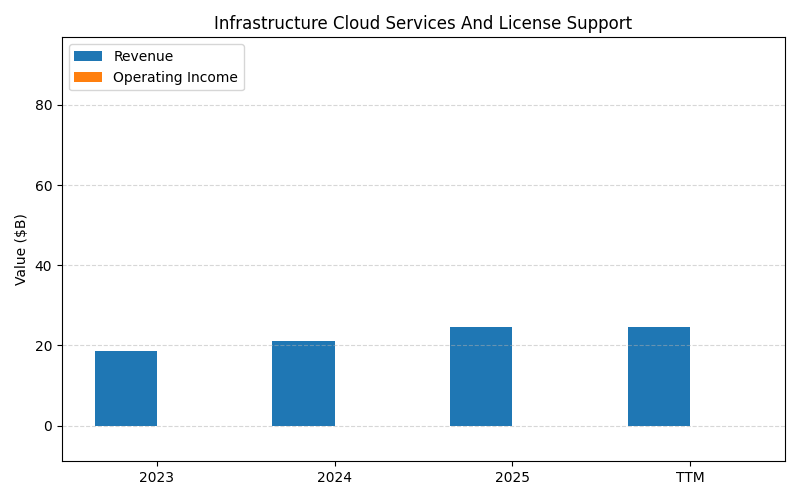 Infrastructure Cloud Services And License Support
Revenue
Operating Income
Value ($B)
80
60
40
20
0
2023
2024
2025
TTM